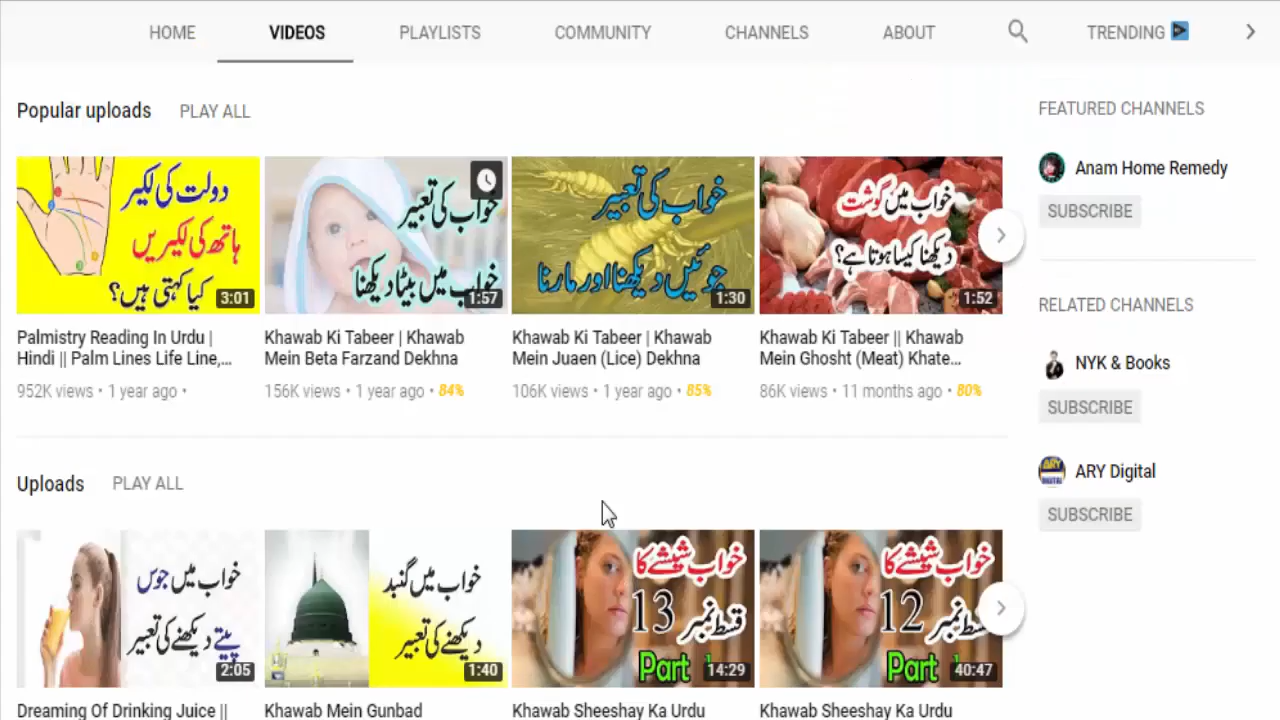 HOME VIDEOS PLAYLISTS COMMUNITY CHANNELS ABOUT TRENDING
Popular uploads PLAY ALL
دولت کی لکیر
ہاتھ کی لکیریں
کیا کہتی ہیں؟
3:01
خواب کی تعبیر
خواب میں بیٹا دیکھنا
1:57
خواب کی تعبیر
جوئیں دیکھنا اور مارنا
1:30
خواب میں گوشت
دیکھنا کیسا ہوتا ہے؟
1:52
Palmistry Reading In Urdu |
Hindi || Palm Lines Life Line,...
952K views • 1 year ago •
Khawab Ki Tabeer | Khawab
Mein Beta Farzand Dekhna
156K views • 1 year ago • 84%
Khawab Ki Tabeer | Khawab
Mein Juaen (Lice) Dekhna
106K views • 1 year ago • 85%
Khawab Ki Tabeer || Khawab
Mein Ghosht (Meat) Khate...
86K views • 11 months ago • 80%
Uploads PLAY ALL
خواب میں جوس
پیتے دیکھنے کی تعبیر
2:05
خواب میں گنبد
دیکھنے کی تعبیر
1:40
خواب شیشے کا
قسط نمبر 13
Part
14:29
خواب شیشے کا
قسط نمبر 12
Part
40:47
Dreaming Of Drinking Juice ||
Khawab Mein Gunbad
Khawab Sheeshay Ka Urdu
Khawab Sheeshay Ka Urdu
FEATURED CHANNELS
Anam Home Remedy
SUBSCRIBE
RELATED CHANNELS
NYK & Books
SUBSCRIBE
ARY Digital
SUBSCRIBE